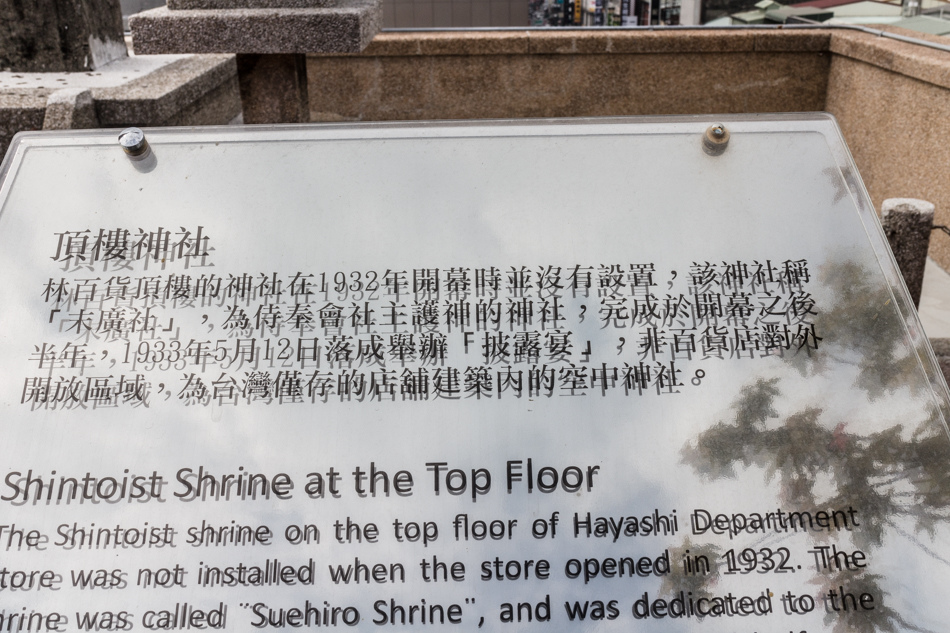 頂樓神社
林百貨頂樓的神社在1932年開幕時並沒有設置，該神社稱
「末廣社」，為侍奉會社主護神的神社；完成於開幕之後
半年，1933年5月12日落成舉辦「披露宴」，非百貨店對外
開放區域，為台灣僅存的店舖建築內的空中神社。
Shintoist Shrine at the Top Floor
The Shintoist shrine on the top floor of Hayashi Department
tore was not installed when the store opened in 1932. The
hrine was called "Suehiro Shrine", and was dedicated to the